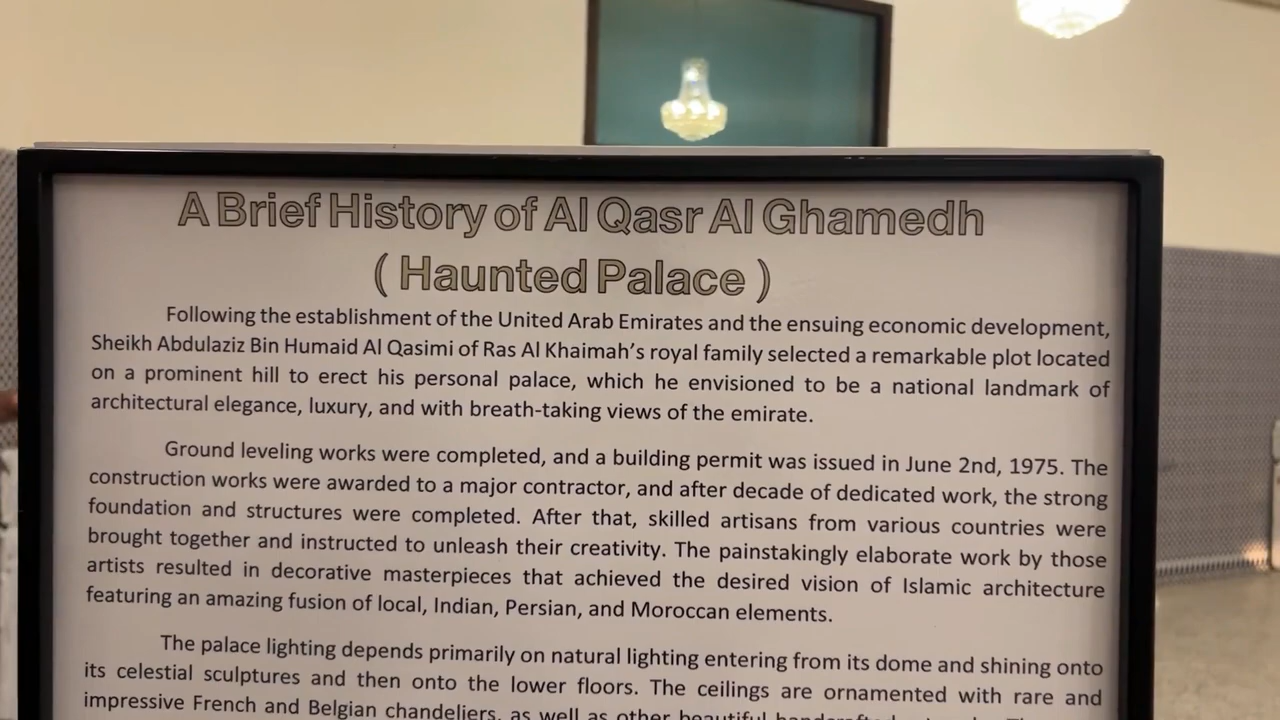 A Brief History of Al Qasr Al Ghamedh
( Haunted Palace )
Following the establishment of the United Arab Emirates and the ensuing economic development,
Sheikh Abdulaziz Bin Humaid Al Qasimi of Ras Al Khaimah's royal family selected a remarkable plot located
on a prominent hill to erect his personal palace, which he envisioned to be a national landmark of
architectural elegance, luxury, and with breath-taking views of the emirate.
Ground leveling works were completed, and a building permit was issued in June 2nd, 1975. The
construction works were awarded to a major contractor, and after decade of dedicated work, the strong
foundation and structures were completed. After that, skilled artisans from various countries were
brought together and instructed to unleash their creativity. The painstakingly elaborate work by those
artists resulted in decorative masterpieces that achieved the desired vision of Islamic architecture
featuring an amazing fusion of local, Indian, Persian, and Moroccan elements.
The palace lighting depends primarily on natural lighting entering from its dome and shining onto
its celestial sculptures and then onto the lower floors. The ceilings are ornamented with rare and
impressive French and Belgian chandeliers, as well as other beautiful